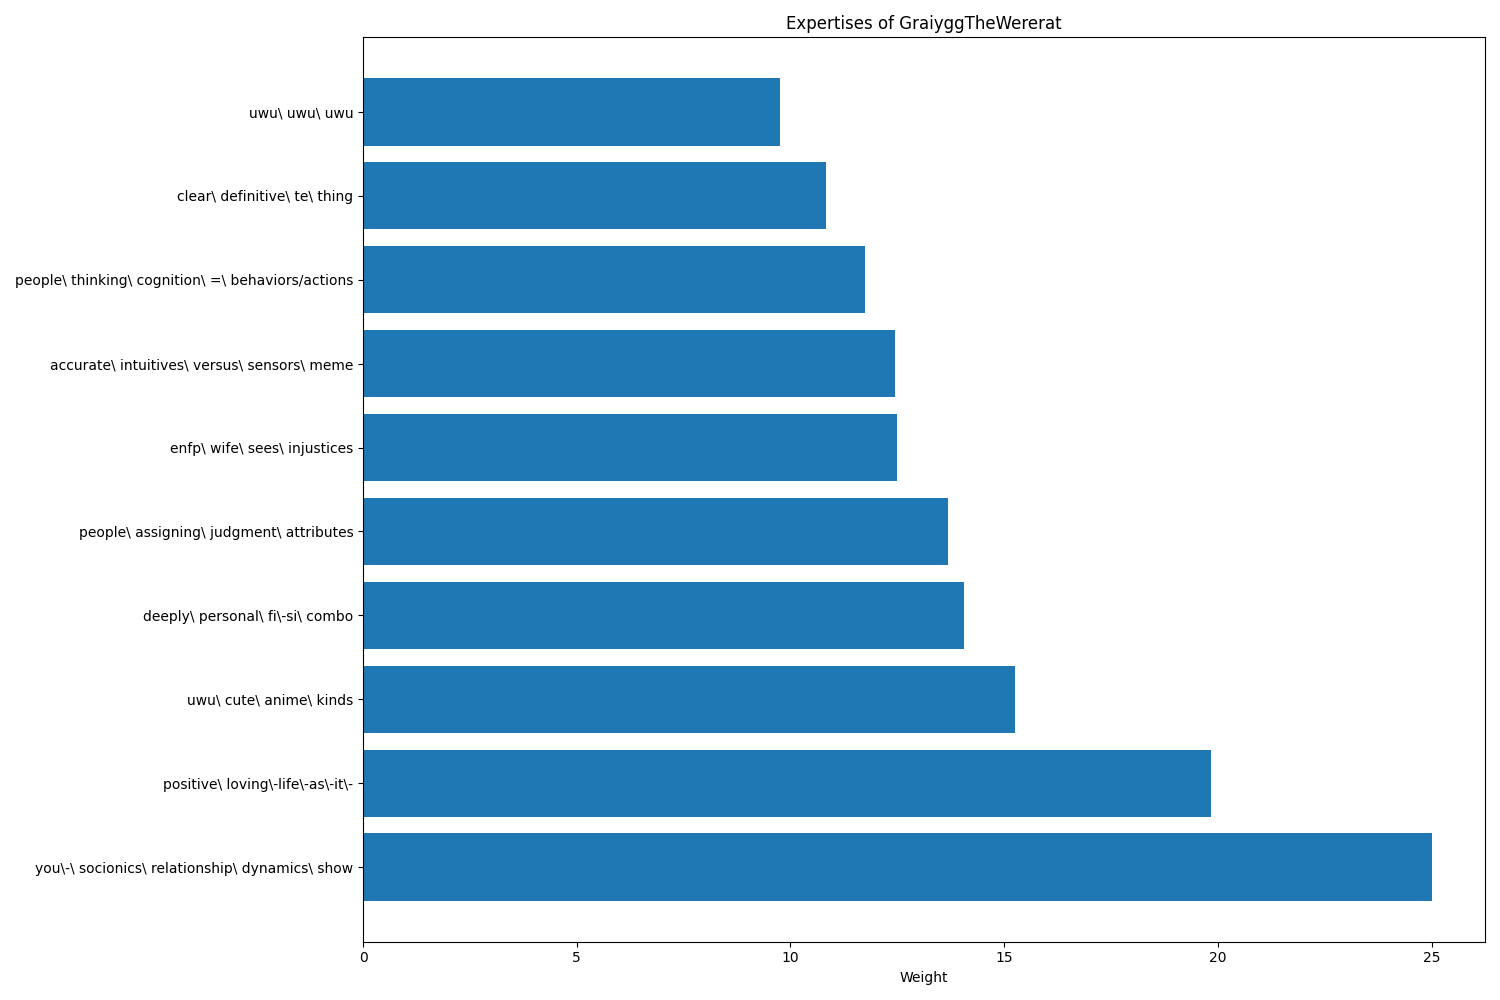 Expertises of GraiyggTheWererat
uwu\ uwu\ uwu
clear\ definitive\ te\ thing
people\ thinking\ cognition\ =\ behaviors/actions
accurate\ intuitives\ versus\ sensors\ meme
enfp\ wife\ sees\ injustices
people\ assigning\ judgment\ attributes
deeply\ personal\ fi\-si\ combo
uwu\ cute\ anime\ kinds
positive\ loving\-life\-as\-it\-
you\-\ socionics\ relationship\ dynamics\ show
0 5 10 15 20 25
Weight